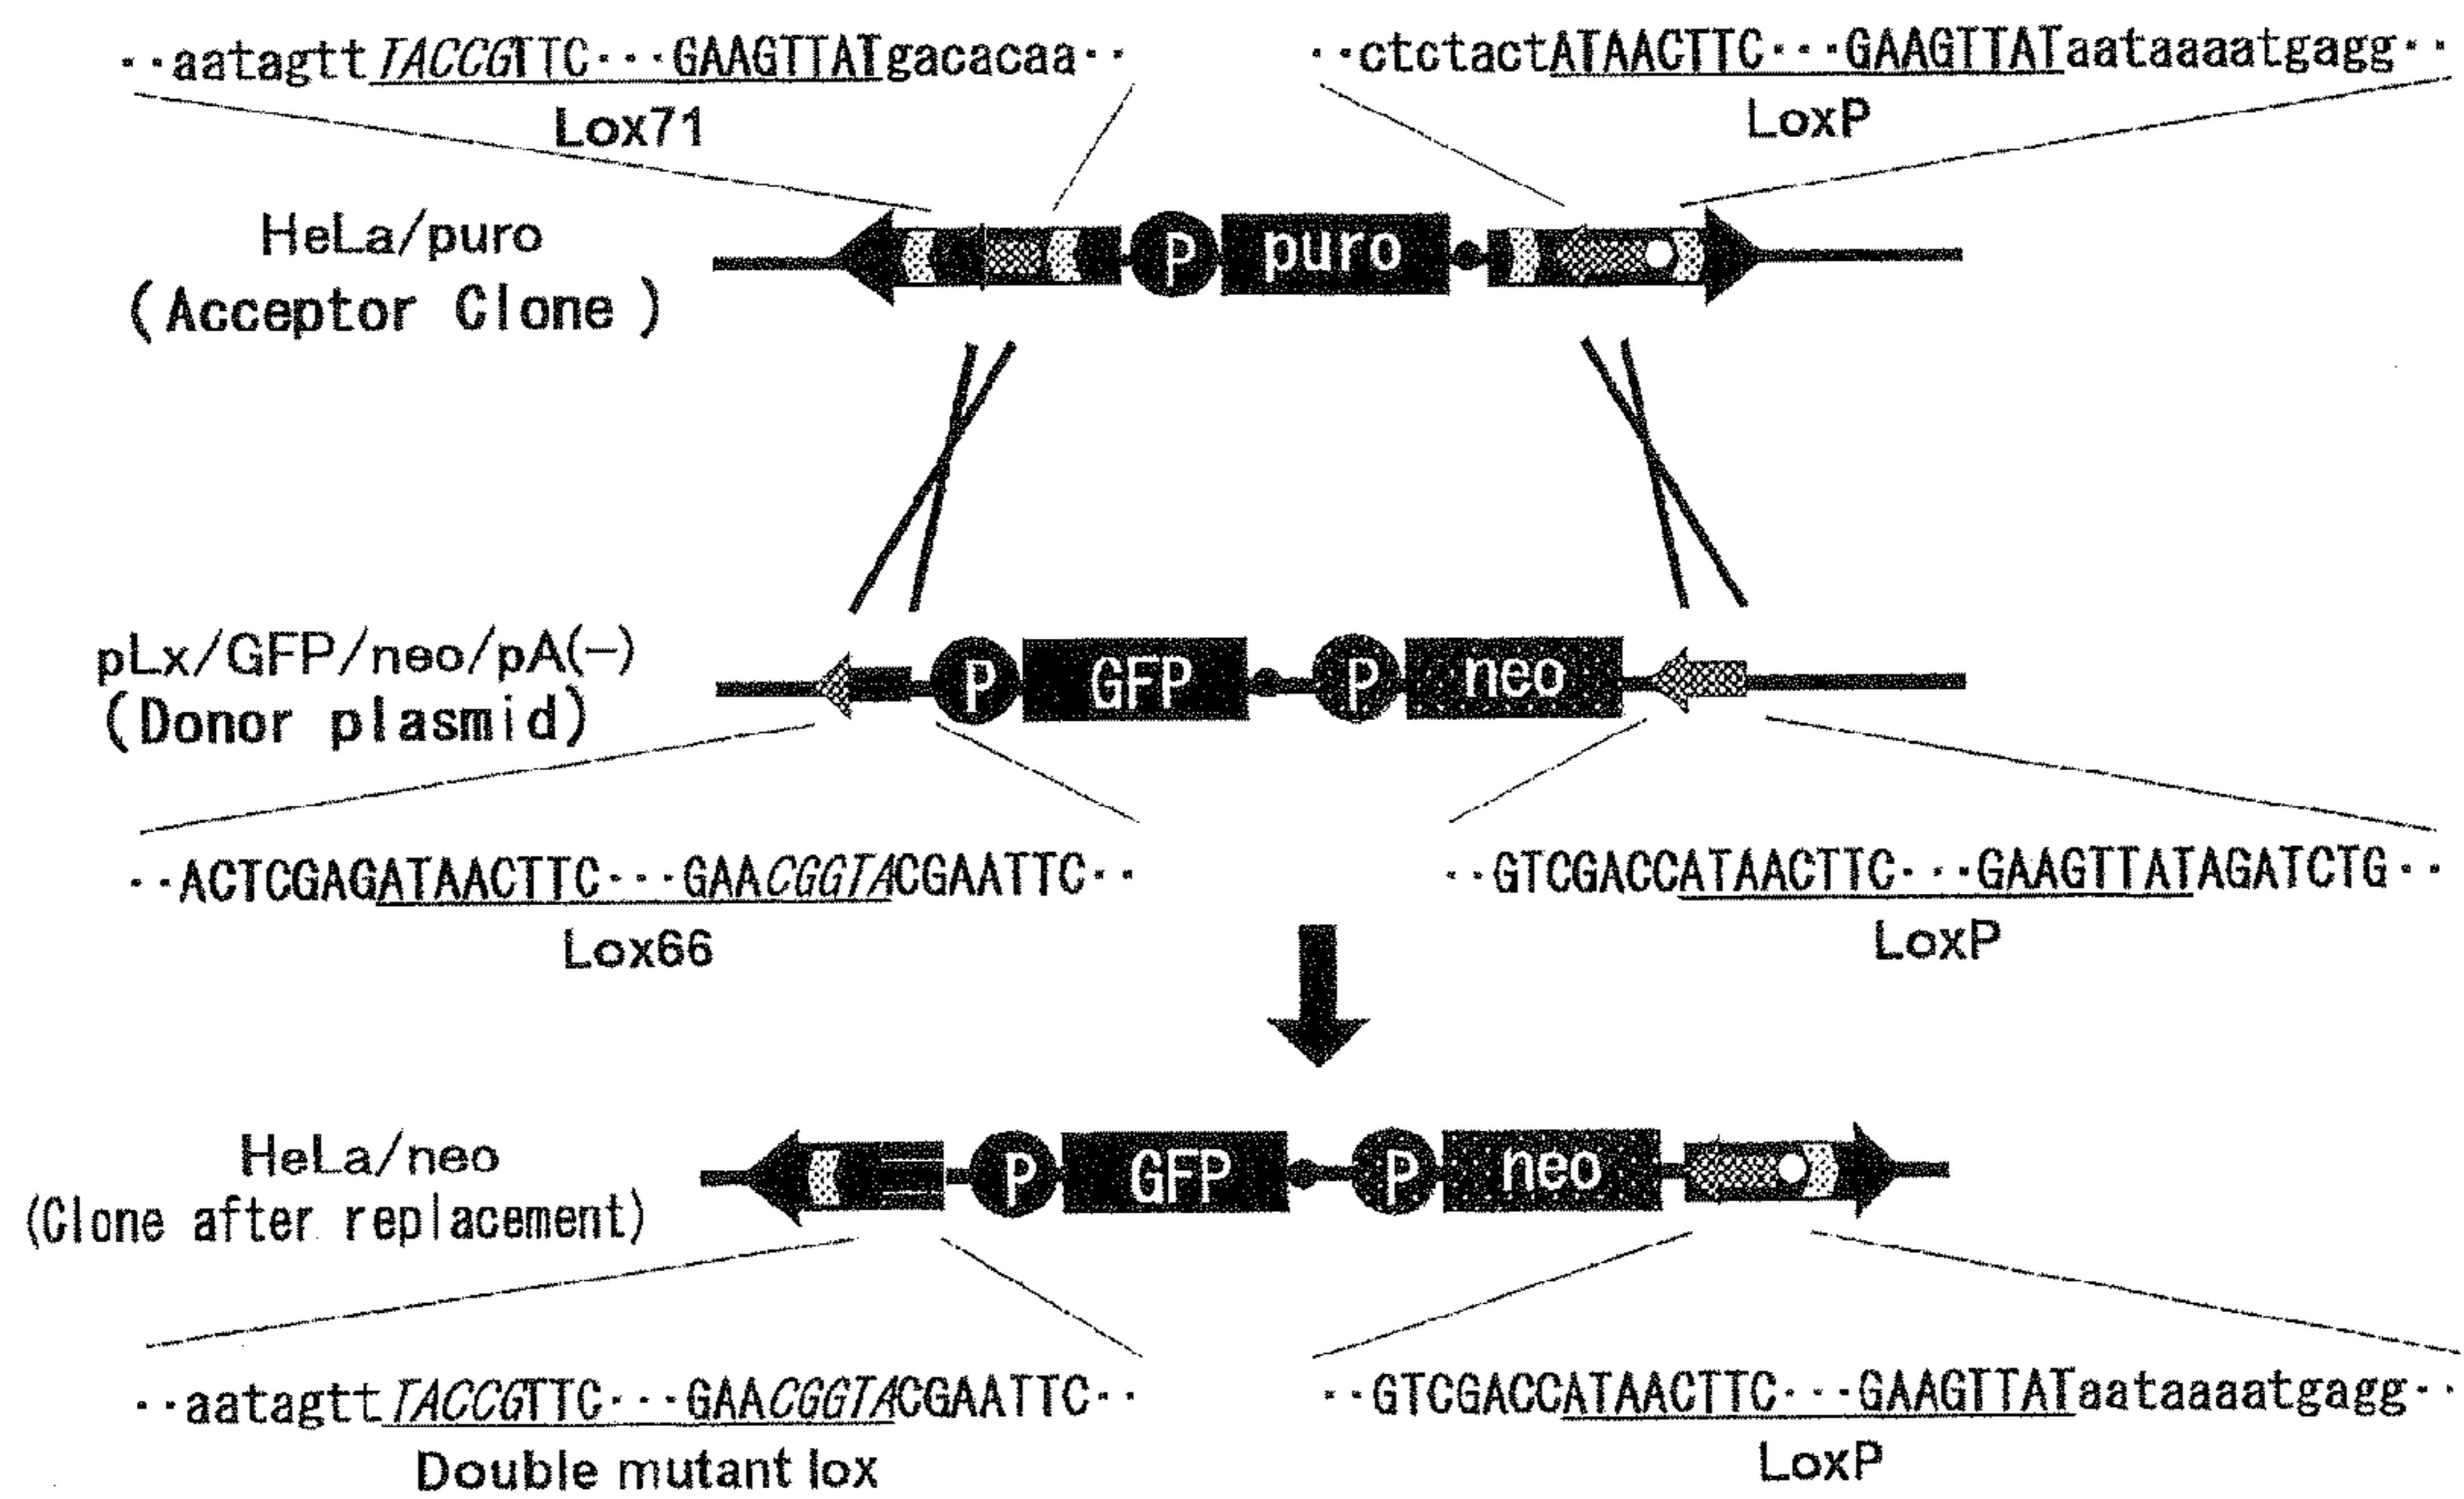 ··aatagttTACCGTTC···GAAGTTATgacacaa··
··ctctactATAACTTC···GAAGTTATaataaaatgagg··
Lox71
LoxP
HeLa/puro
(Acceptor Clone)
P
puro
pLx/GFP/neo/pA(-)
(Donor plasmid)
P
GFP
P
neo
··ACTCGAGATAACTTC···GAACGGTACGAATTC··
··GTCGACCATAACTTC···GAAGTTATAGATCTG··
Lox66
LoxP
HeLa/neo
(Clone after replacement)
P
GFP
P
neo
··aatagttTACCGTTC···GAACGGTACGAATTC··
··GTCGACCATAACTTC···GAAGTTATaataaaatgagg··
Double mutant lox
LoxP